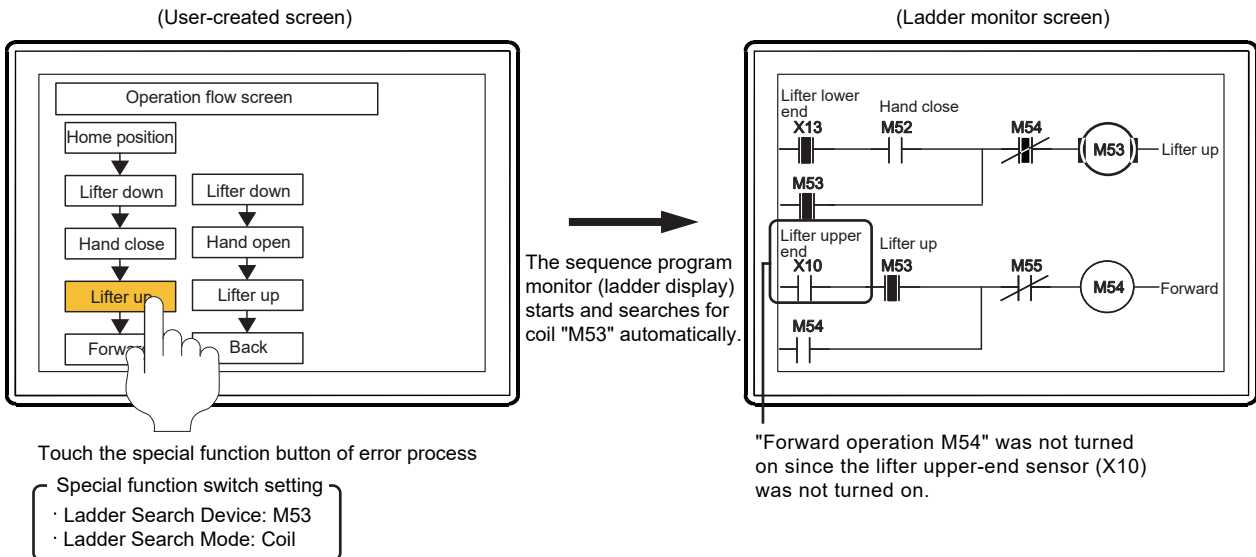 (User-created screen)
Operation flow screen
Home position
Lifter down
Lifter down
Hand close
Hand open
Lifter up
Lifter up
Forward
Back
Touch the special function button of error process
Special function switch setting
· Ladder Search Device: M53
· Ladder Search Mode: Coil
The sequence program
monitor (ladder display)
starts and searches for
coil "M53" automatically.
(Ladder monitor screen)
Lifter lower
end
X13
Hand close
M52
M54
M53
Lifter up
M53
Lifter upper
end
X10
Lifter up
M53
M55
M54
Forward
M54
"Forward operation M54" was not turned
on since the lifter upper-end sensor (X10)
was not turned on.